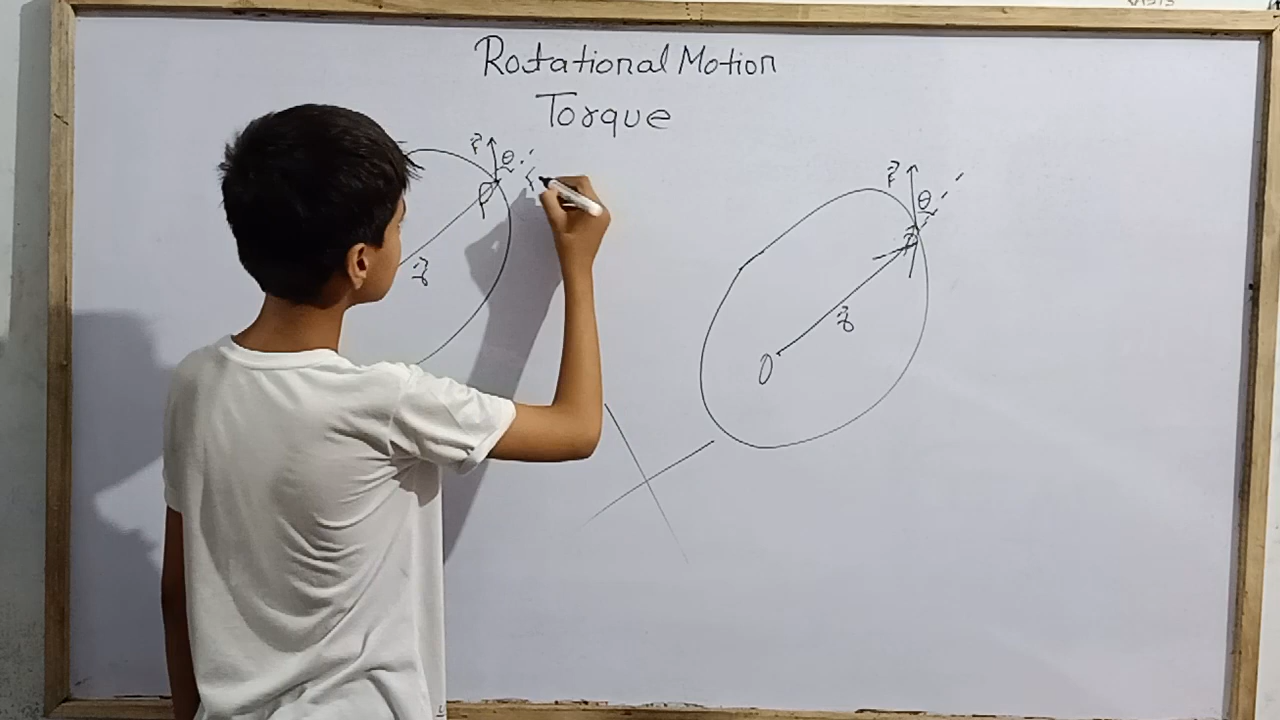 Rotational Motion
Torque
F⃗ θ
P
r⃗
F⃗ θ
r⃗
O